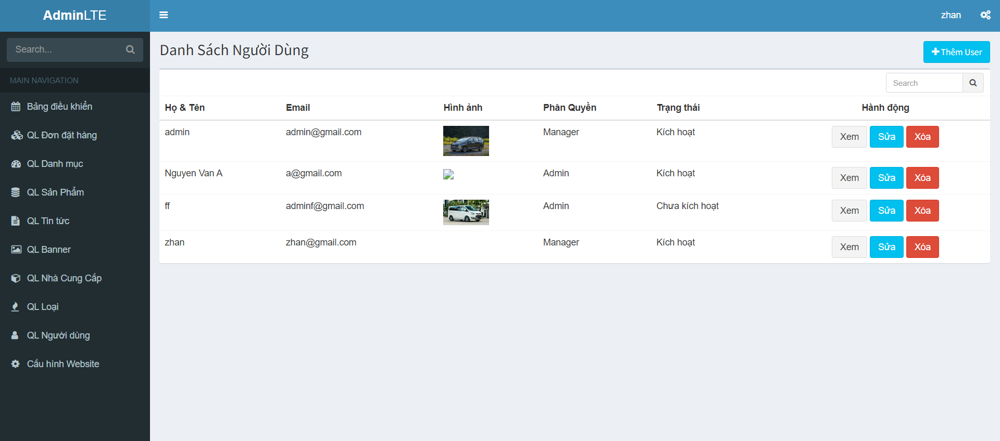 AdminLTE
zhan
Search...
MAIN NAVIGATION
Bảng điều khiển
QL Đơn đặt hàng
QL Danh mục
QL Sản Phẩm
QL Tin tức
QL Banner
QL Nhà Cung Cấp
QL Loại
QL Người dùng
Cấu hình Website
Danh Sách Người Dùng
Thêm User
Search
Họ & Tên Email Hình ảnh Phân Quyền Trạng thái Hành động
admin admin@gmail.com Manager Kích hoạt Xem Sửa Xóa
Nguyen Van A a@gmail.com Admin Kích hoạt Xem Sửa Xóa
ff adminf@gmail.com Admin Chưa kích hoạt Xem Sửa Xóa
zhan zhan@gmail.com Manager Kích hoạt Xem Sửa Xóa